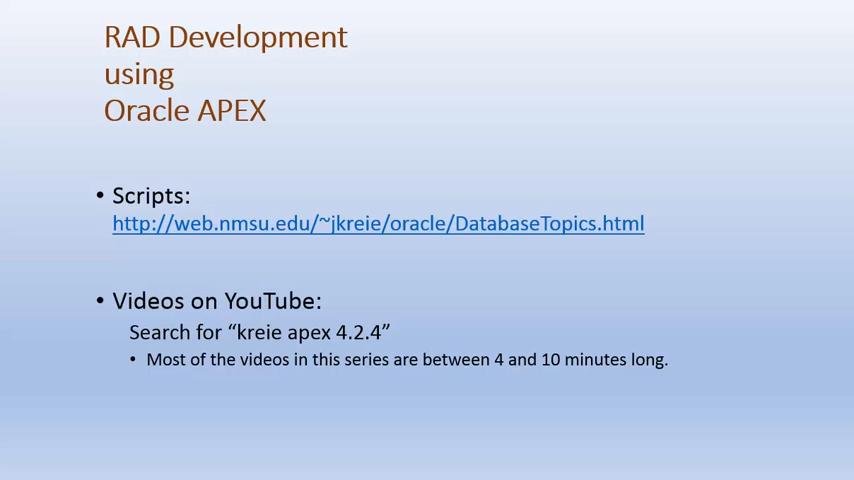 RAD Development
using
Oracle APEX
• Scripts:
http://web.nmsu.edu/~jkreie/oracle/DatabaseTopics.html
• Videos on YouTube:
Search for “kreie apex 4.2.4”
• Most of the videos in this series are between 4 and 10 minutes long.